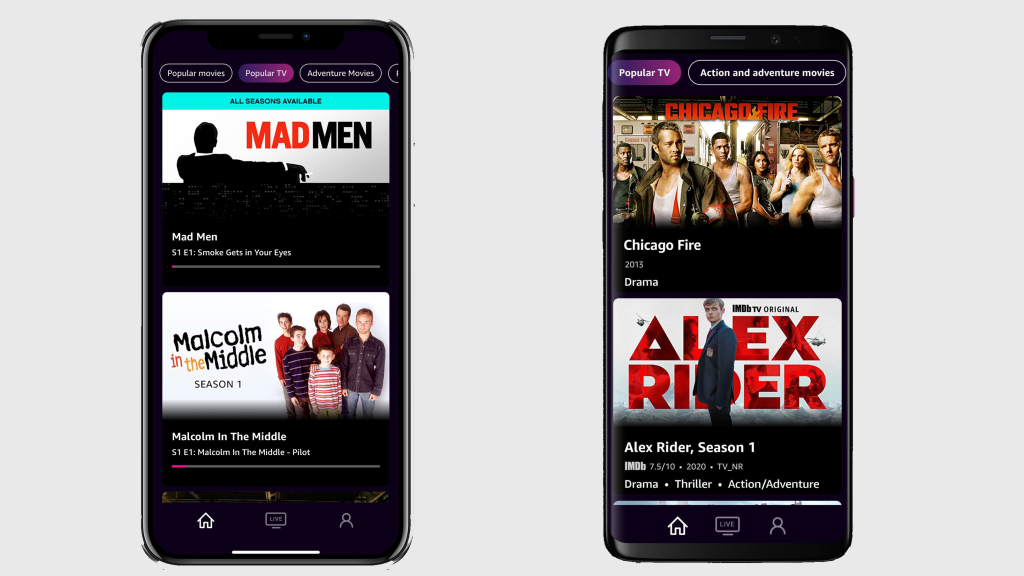 Popular movies
Popular TV
Adventure Movies
ALL SEASONS AVAILABLE
MAD MEN
Mad Men
S1 E1: Smoke Gets in Your Eyes
Malcolm
in the Middle
SEASON 1
Malcolm In The Middle
S1 E1: Malcolm In The Middle - Pilot
LIVE
Popular TV
Action and adventure movies
CHICAGO FIRE
Chicago Fire
2013
Drama
IMDb TV ORIGINAL
ALEX
RIDER
Alex Rider, Season 1
IMDb 7.5/10 • 2020 • TV_NR
Drama • Thriller • Action/Adventure
LIVE